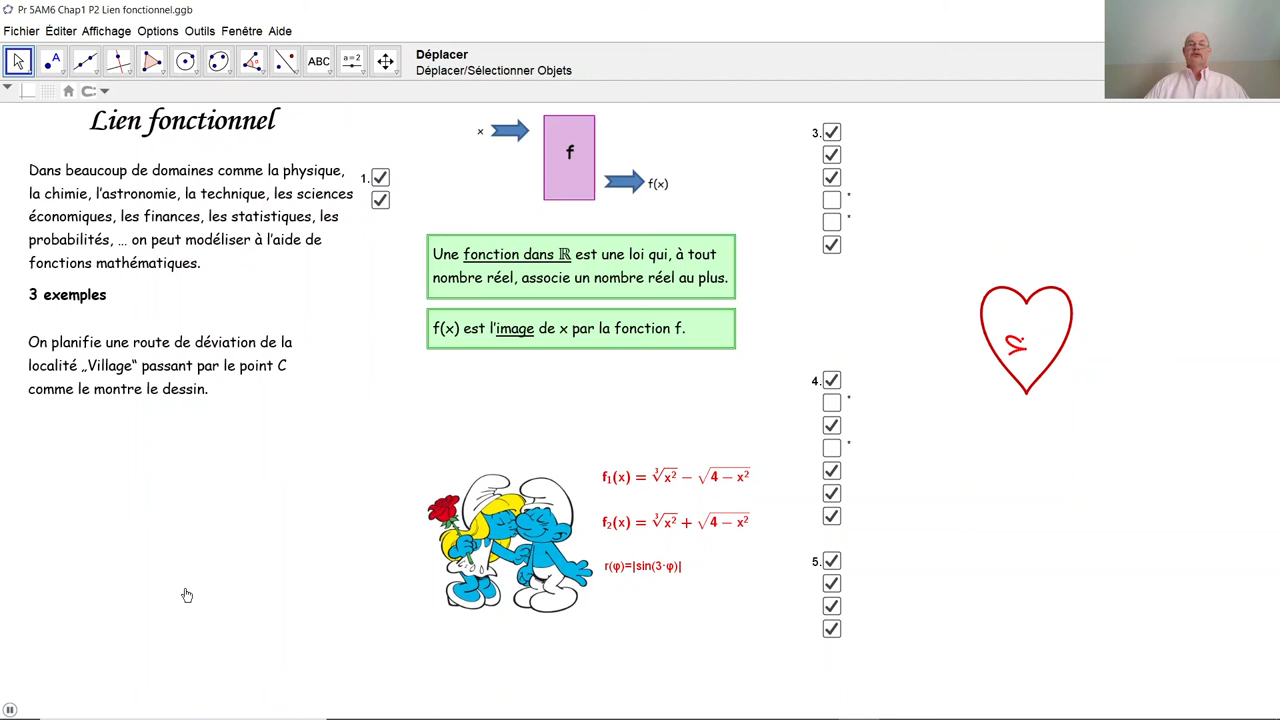 Pr 5AM6 Chap1 P2 Lien fonctionnel.ggb
Fichier Éditer Affichage Options Outils Fenêtre Aide
A ABC a=2
Déplacer
Déplacer/Sélectionner Objets
Lien fonctionnel
Dans beaucoup de domaines comme la physique,
la chimie, l'astronomie, la technique, les sciences
économiques, les finances, les statistiques, les
probabilités, … on peut modéliser à l'aide de
fonctions mathématiques.
3 exemples
On planifie une route de déviation de la
localité „Village“ passant par le point C
comme le montre le dessin.
1.
x
f
f(x)
Une fonction dans ℝ est une loi qui, à tout
nombre réel, associe un nombre réel au plus.
f(x) est l'image de x par la fonction f.
f₁(x) = ∛x² − √4 − x²
f₂(x) = ∛x² + √4 − x²
r(φ)=|sin(3·φ)|
3.
*
*
4.
*
*
5.